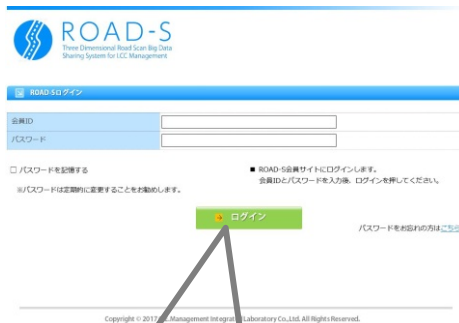 ROAD-S
Three Dimensional Road Scan Big Data
Sharing System for LCC Management
ROAD-Sログイン
会員ID
パスワード
□ パスワードを記憶する
※パスワードは定期的に変更することをお勧めします。
■ ROAD-S会員サイトにログインします。
会員IDとパスワードを入力後、ログインを押してください。
ログイン
パスワードをお忘れの方はこちら
Copyright © 2017 Management Integrat Laboratory Co.,Ltd. All Rights Reserved.